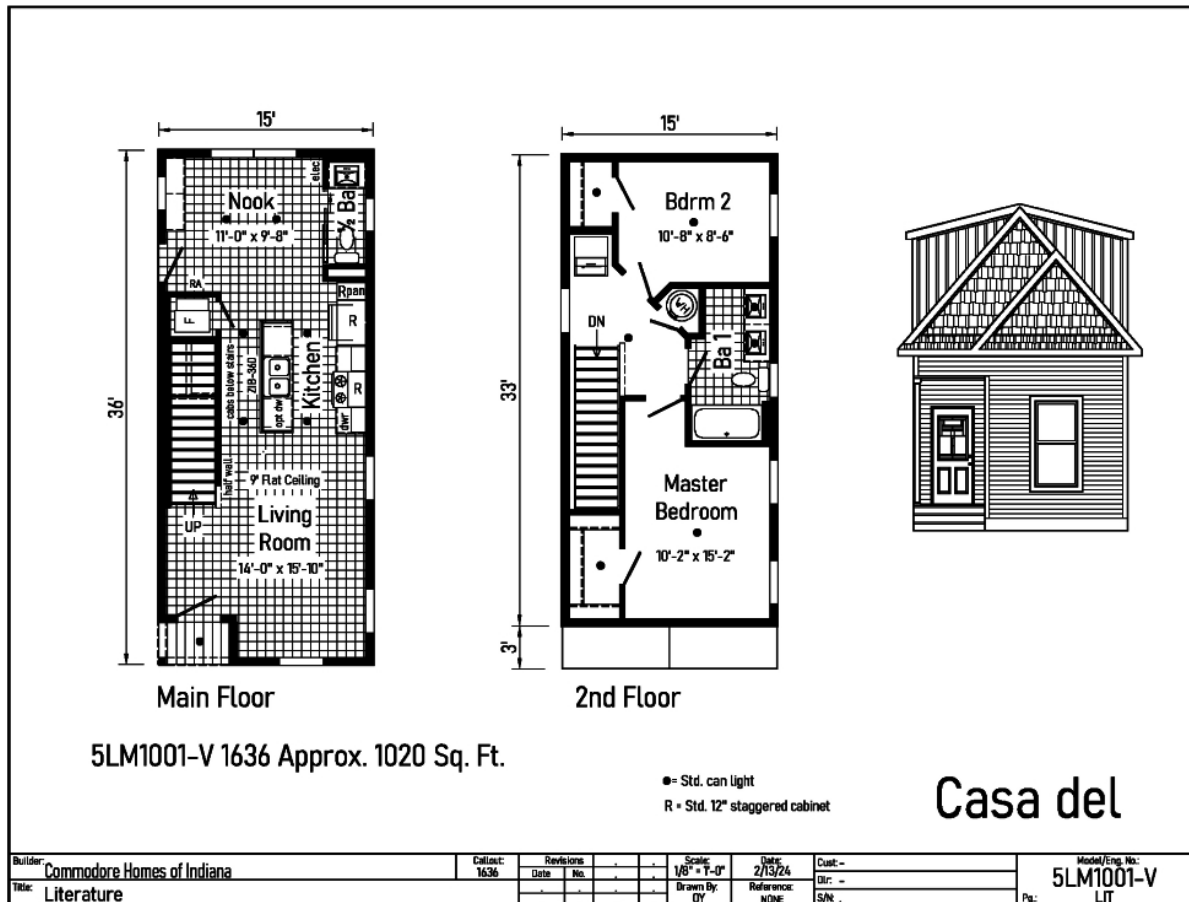 15'
36'
elec
½ Ba
Nook
11'-0" x 9'-8"
RA
F
Rpan
R
cabs below stairs
ZIB-360
Kitchen
opt dw
R
dwr
half wall
9' Flat Ceiling
UP
Living
Room
14'-0" x 15'-10"
Main Floor
15'
33'
3'
Bdrm 2
10'-8" x 8'-6"
WH
DN
Ba 1
Master
Bedroom
10'-2" x 15'-2"
2nd Floor
5LM1001-V 1636 Approx. 1020 Sq. Ft.
●= Std. can light
R = Std. 12" staggered cabinet
Casa del
Builder: Commodore Homes of Indiana
Title: Literature
Callout:
1636
Revisions
Date No.
Scale:
1/8" = 1'-0"
Drawn By:
DY
Date:
2/13/24
Reference:
NONE
Cust: -
Dlr: -
S/N: .
Model/Eng. No.:
5LM1001-V
Pg.: LIT